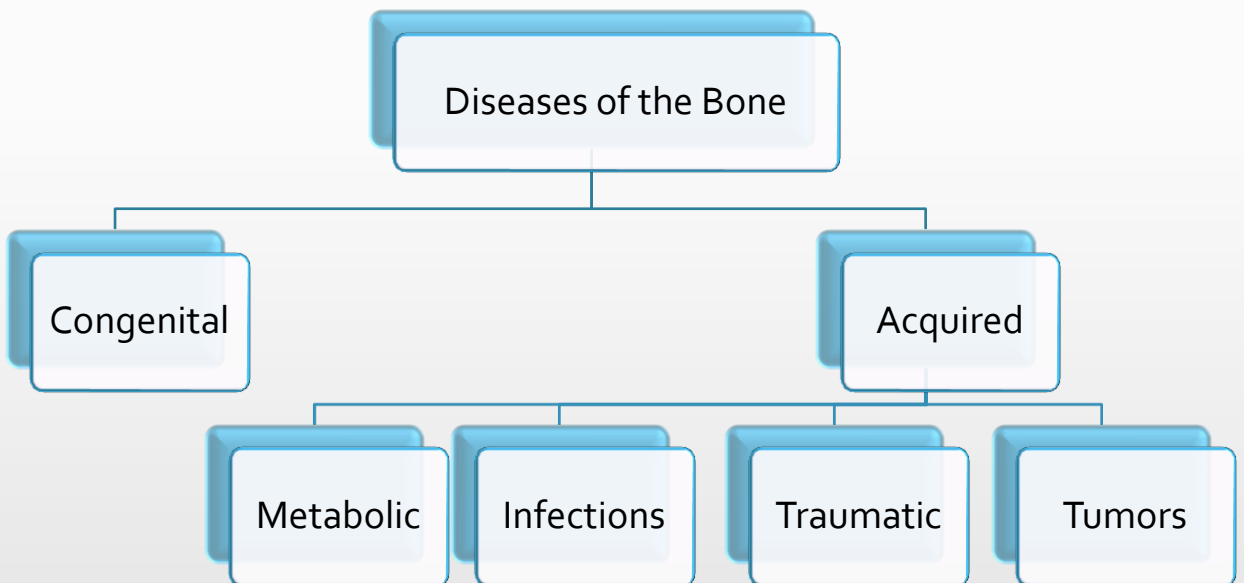 Diseases of the Bone
Congenital
Acquired
Metabolic
Infections
Traumatic
Tumors